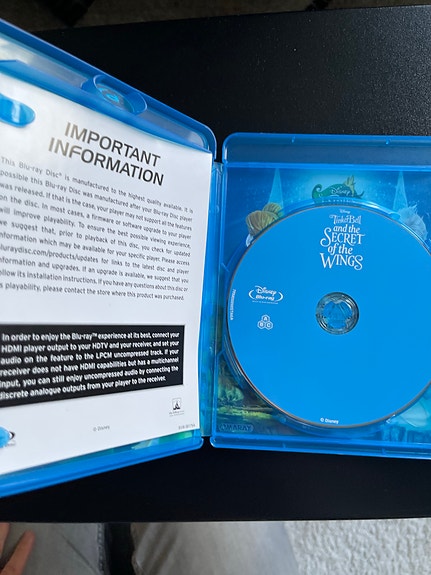 IMPORTANT
INFORMATION
This Blu-ray Disc® is manufactured to the highest quality available. It is
possible this Blu-ray Disc was manufactured after your Blu-ray Disc player
was released. If that is the case, your player may not support all the features
on the disc. In most cases, a firmware or software upgrade to your player
will improve playability. To ensure the best possible viewing experience,
we suggest that, prior to playback of this disc, you check for updated
information which may be available for your specific player. Please access
bluraydisc.com/products/updates for links to the latest disc and player
information and upgrades. If an upgrade is available, we suggest that you
follow its installation instructions. If you have any questions about this disc or
its playability, please contact the store where this product was purchased.
In order to enjoy the Blu-ray™ experience at its best, connect your
HDMI player output to your HDTV and your receiver, and set your
audio on the feature to the LPCM uncompressed track. If your
receiver does not have HDMI capabilities but has a multichannel
input, you can still enjoy uncompressed audio by connecting the
discrete analogue outputs from your player to the receiver.
© Disney
Disney
Disney
TinkerBell
and the
SECRET
of the
WINGS
Disney
Blu-ray
A
B C
© Disney
AMARAY